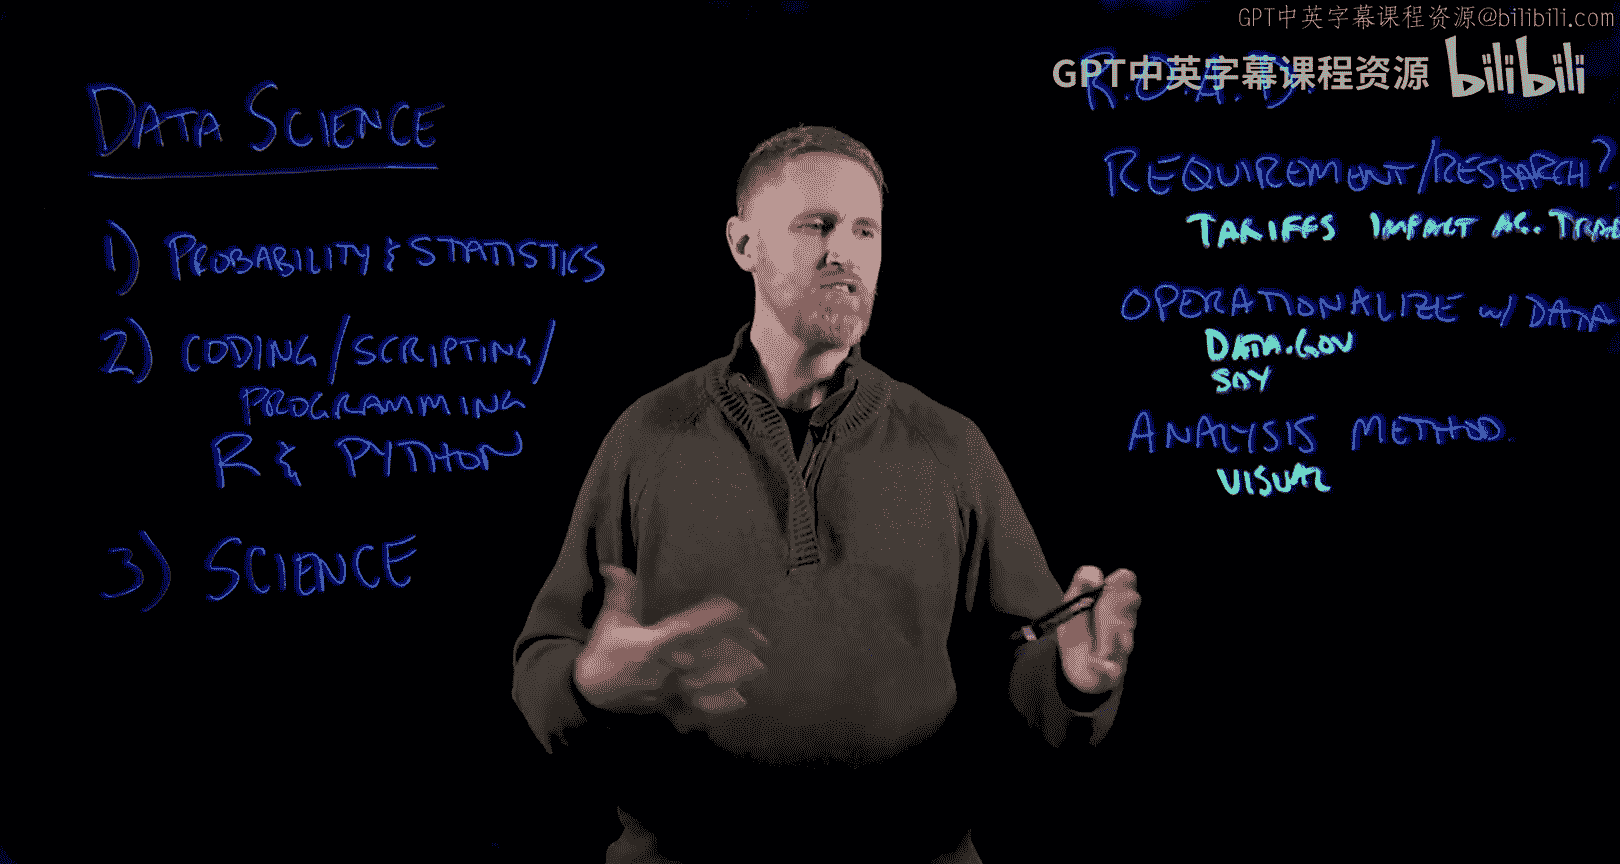 GPT中英字幕课程资源@bilibili.com
GPT中英字幕课程资源 bilibili
R.O.A.D.
DATA SCIENCE
1) PROBABILITY & STATISTICS
2) CODING/SCRIPTING/
PROGRAMMING
R & PYTHON
3) SCIENCE
REQUIREMENT/RESEARCH?
TARIFFS IMPACT AG. TRADE
OPERATIONALIZE w/ DATA
DATA.GOV
SOY
ANALYSIS METHOD.
VISUAL